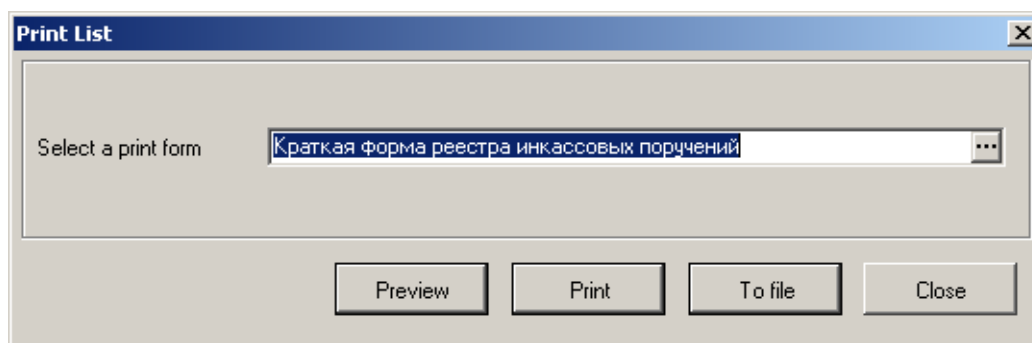 Print List
Select a print form
Краткая форма реестра инкассовых поручений
...
Preview Print To file Close